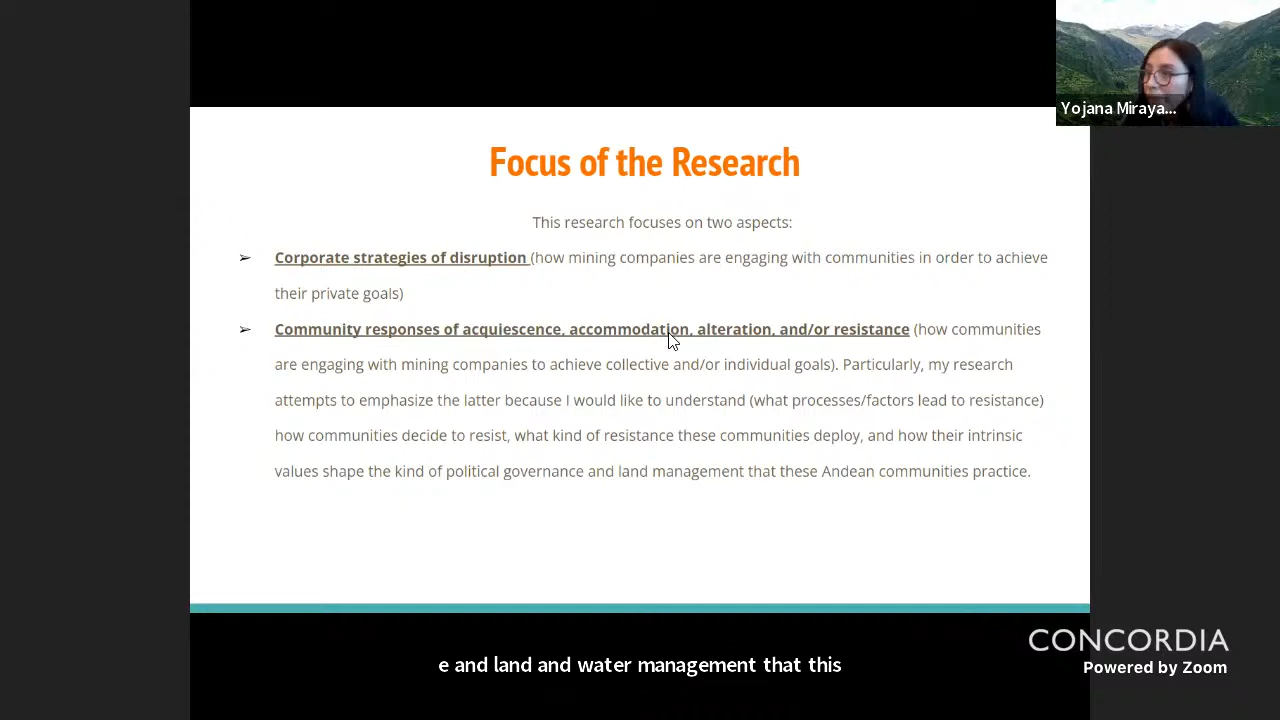 Yojana Miraya...
Focus of the Research
This research focuses on two aspects:
➢ Corporate strategies of disruption (how mining companies are engaging with communities in order to achieve
their private goals)
➢ Community responses of acquiescence, accommodation, alteration, and/or resistance (how communities
are engaging with mining companies to achieve collective and/or individual goals). Particularly, my research
attempts to emphasize the latter because I would like to understand (what processes/factors lead to resistance)
how communities decide to resist, what kind of resistance these communities deploy, and how their intrinsic
values shape the kind of political governance and land management that these Andean communities practice.
CONCORDIA
Powered by Zoom
e and land and water management that this